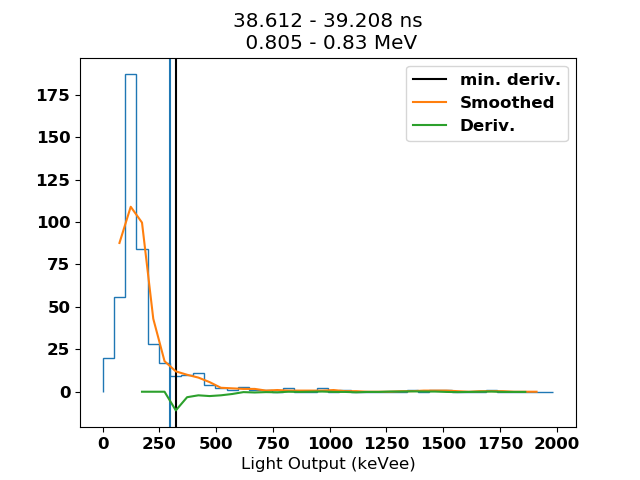 38.612 - 39.208 ns
0.805 - 0.83 MeV
min. deriv.
Smoothed
Deriv.
175
150
125
100
75
50
25
0
0 250 500 750 1000 1250 1500 1750 2000
Light Output (keVee)